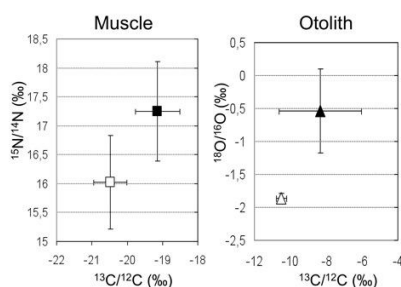 Muscle
18,5
18
17,5
17
16,5
16
15,5
15
¹⁵N/¹⁴N (‰)
-22 -21 -20 -19 -18
¹³C/¹²C (‰)
Otolith
0,5
0
-0,5
-1
-1,5
-2
-2,5
¹⁸O/¹⁶O (‰)
-12 -10 -8 -6 -4
¹³C/¹²C (‰)